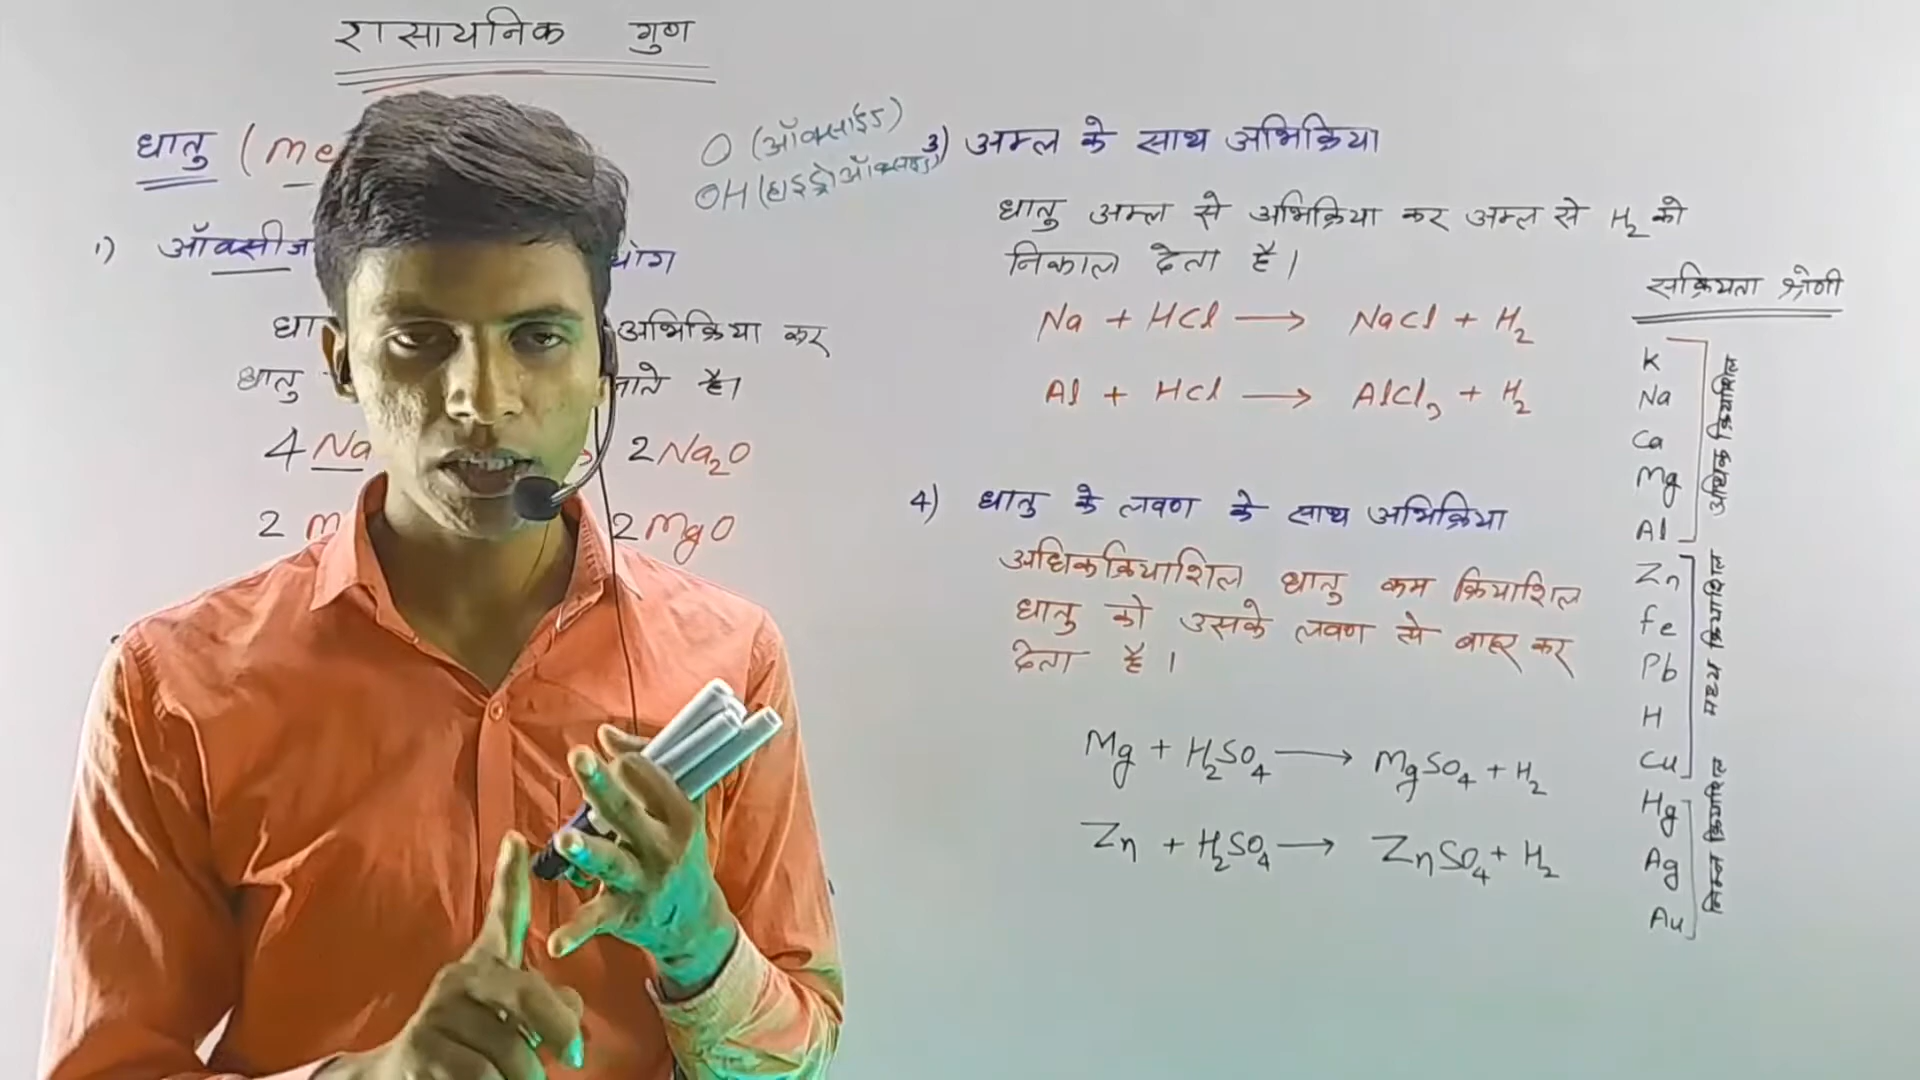 रासायनिक गुण
धातु (me
O (ऑक्साइड)
OH (हाइड्रोऑक्साइड)
1) ऑक्सीज योग
धा अभिक्रिया कर
धातु जाते है।
4 Na 2Na₂O
2 m 2MgO
3) अम्ल के साथ अभिक्रिया
धातु अम्ल से अभिक्रिया कर अम्ल से H₂ को
निकाल देता है।
Na + HCl → NaCl + H₂
Al + HCl → AlCl₃ + H₂
4) धातु के लवण के साथ अभिक्रिया
अधिकक्रियाशिल धातु कम क्रियाशिल
धातु को उसके लवण से बाहर कर
देता है।
Mg + H₂SO₄ → MgSO₄ + H₂
Zn + H₂SO₄ → ZnSO₄ + H₂
सक्रियता श्रेणी
K
Na
Ca
Mg
Al
अधिक क्रियाशिल
Zn
fe
Pb
H
Cu
मध्य क्रियाशिल
Hg
Ag
Au
निम्न क्रियाशिल